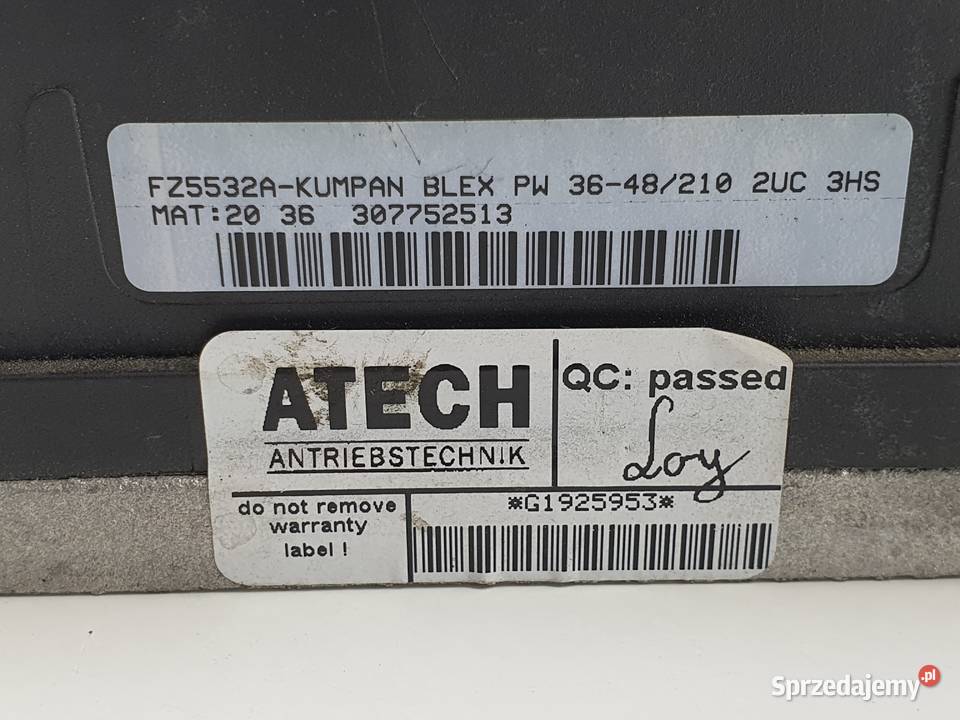 FZ5532A-KUMPAN BLEX PW 36-48/210 2UC 3HS
MAT:20 36 307752513
ATECH
ANTRIEBSTECHNIK
QC: passed
Loy
do not remove
warranty
label !
*G1925953*
Sprzedajemy.pl